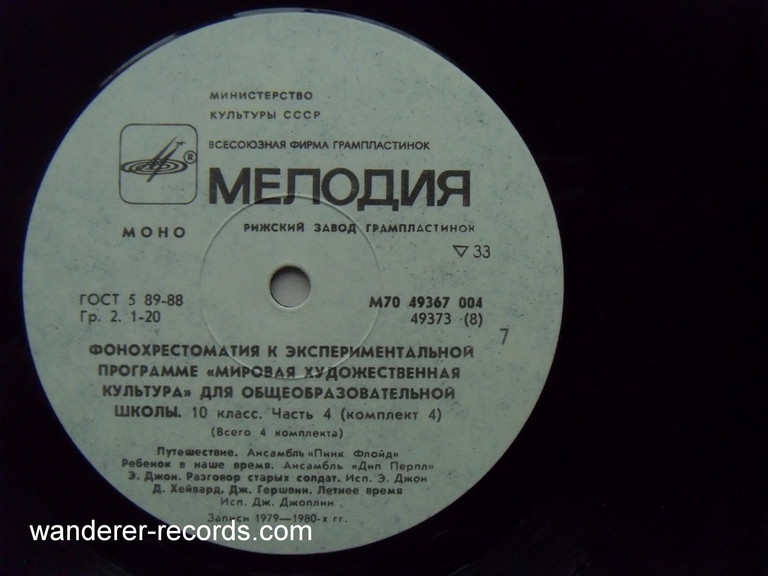 МИНИСТЕРСТВО
КУЛЬТУРЫ СССР
ВСЕСОЮЗНАЯ ФИРМА ГРАМПЛАСТИНОК
®
МЕЛОДИЯ
МОНО
РИЖСКИЙ ЗАВОД ГРАМПЛАСТИНОК
▽ 33
ГОСТ 5 89-88
М70 49367 004
Гр. 2. 1-20
49373 (8)
7
ФОНОХРЕСТОМАТИЯ К ЭКСПЕРИМЕНТАЛЬНОЙ
ПРОГРАММЕ «МИРОВАЯ ХУДОЖЕСТВЕННАЯ
КУЛЬТУРА» ДЛЯ ОБЩЕОБРАЗОВАТЕЛЬНОЙ
ШКОЛЫ. 10 класс. Часть 4 (комплект 4)
(Всего 4 комплекта)
Путешествие. Ансамбль «Пинк Флойд»
Ребенок в наше время. Ансамбль «Дип Перпл»
Э. Джон. Разговор старых солдат. Исп. Э. Джон
Д. Хейвард, Дж. Гершвин. Летнее время
Исп. Дж. Джоплин
Записи 1979—1980-х гг.
wanderer-records.com